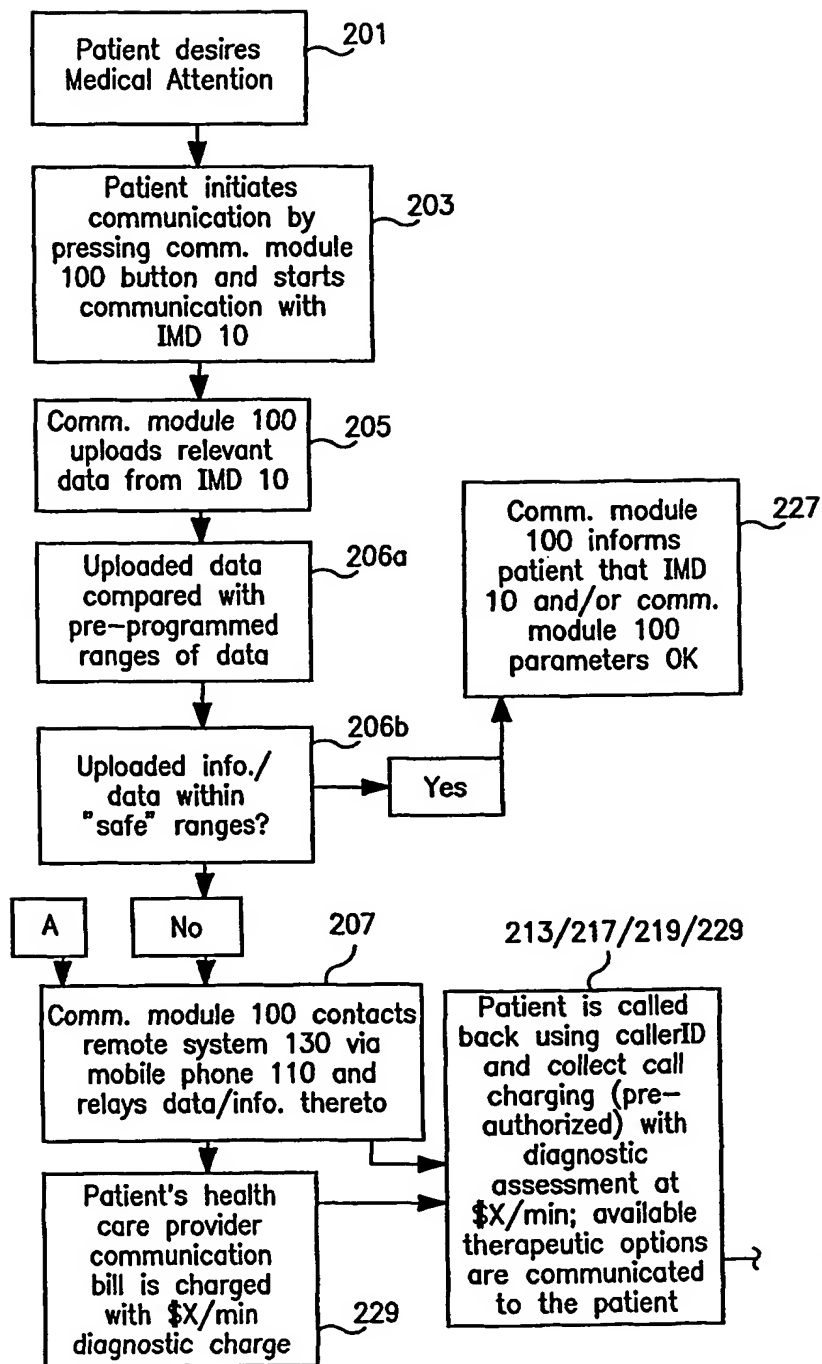 Patient desires
Medical Attention
201
Patient initiates
communication by
pressing comm. module
100 button and starts
communication with
IMD 10
203
Comm. module 100
uploads relevant
data from IMD 10
205
Uploaded data
compared with
pre-programmed
ranges of data
206a
Comm. module
100 informs
patient that IMD
10 and/or comm.
module 100
parameters OK
227
Uploaded info./
data within
"safe" ranges?
206b
Yes
A
No
207
Comm. module 100 contacts
remote system 130 via
mobile phone 110 and
relays data/info. thereto
213/217/219/229
Patient is called
back using callerID
and collect call
charging (pre-
authorized) with
diagnostic
assessment at
$X/min; available
therapeutic options
are communicated
to the patient
Patient's health
care provider
communication
bill is charged
with $X/min
diagnostic charge
229